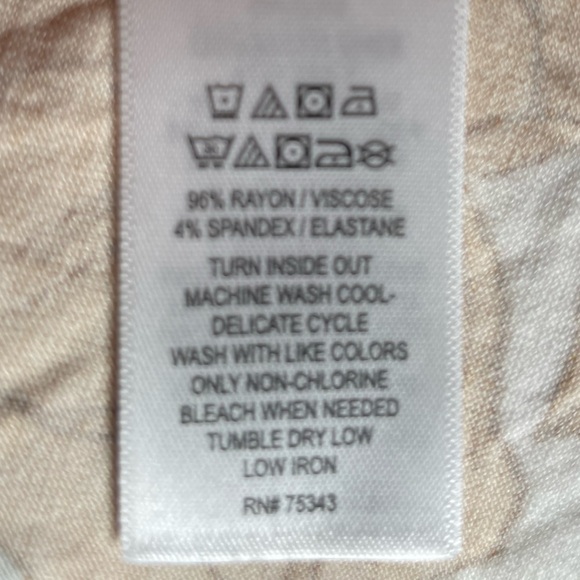 96% RAYON / VISCOSE
4% SPANDEX / ELASTANE
TURN INSIDE OUT
MACHINE WASH COOL-
DELICATE CYCLE
WASH WITH LIKE COLORS
ONLY NON-CHLORINE
BLEACH WHEN NEEDED
TUMBLE DRY LOW
LOW IRON
RN# 75343